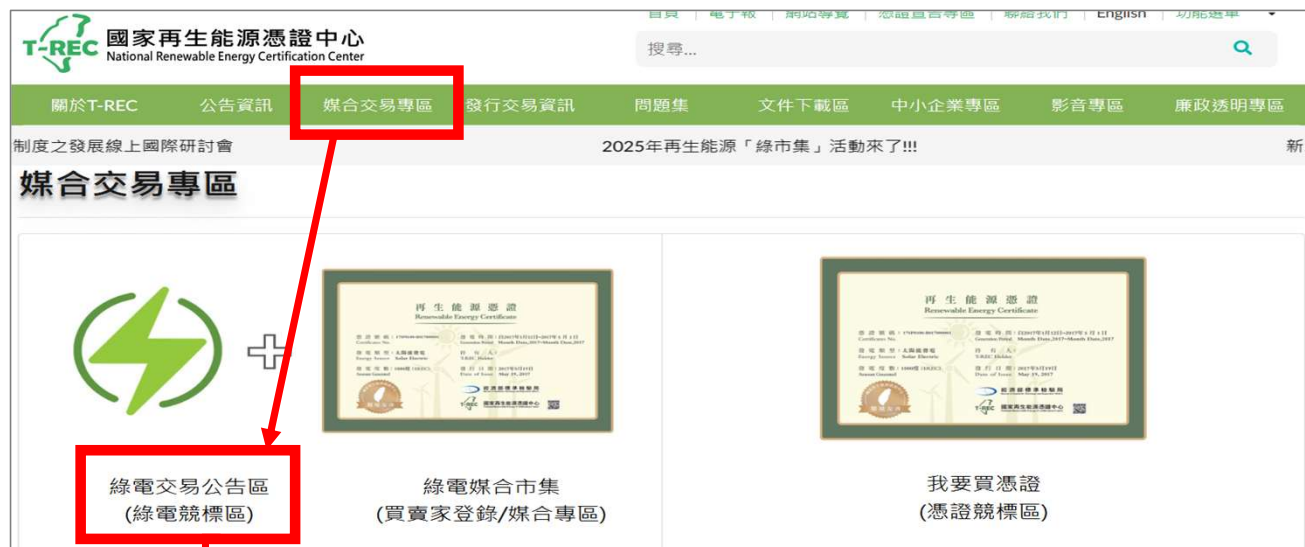 首頁 | 電子報 | 網站導覽 | 憑證宣告專區 | 聯絡我們 | English | 功能選單
T-REC 國家再生能源憑證中心
National Renewable Energy Certification Center
搜尋...
關於T-REC 公告資訊 媒合交易專區 發行交易資訊 問題集 文件下載區 中小企業專區 影音專區 廉政透明專區
制度之發展線上國際研討會 2025年再生能源「綠市集」活動來了!!! 新
媒合交易專區
再生能源憑證
Renewable Energy Certificate
再生能源憑證
Renewable Energy Certificate
綠電交易公告區
(綠電競標區)
綠電媒合市集
(買賣家登錄/媒合專區)
我要買憑證
(憑證競標區)